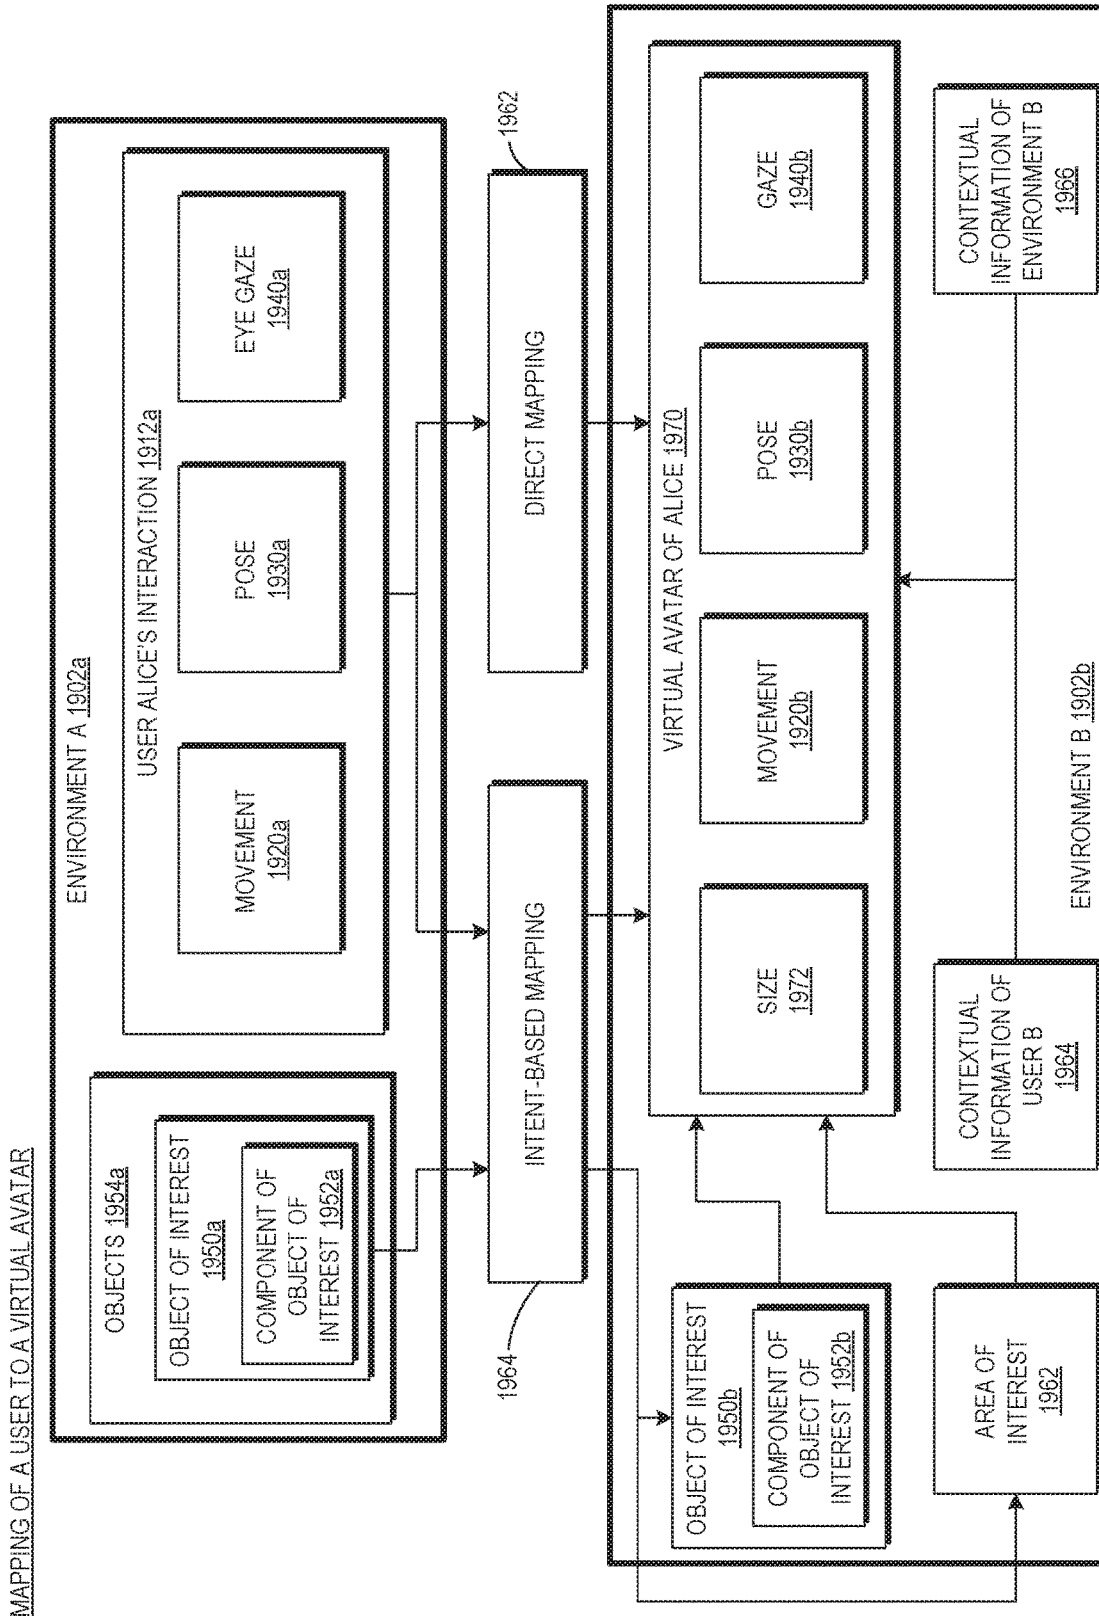 MAPPING OF A USER TO A VIRTUAL AVATAR
ENVIRONMENT A 1902a
OBJECTS 1954a
OBJECT OF INTEREST
1950a
COMPONENT OF
OBJECT OF
INTEREST 1952a
USER ALICE'S INTERACTION 1912a
MOVEMENT
1920a
POSE
1930a
EYE GAZE
1940a
1964
INTENT-BASED MAPPING
DIRECT MAPPING
1962
OBJECT OF INTEREST
1950b
COMPONENT OF
OBJECT OF
INTEREST 1952b
VIRTUAL AVATAR OF ALICE 1970
SIZE
1972
MOVEMENT
1920b
POSE
1930b
GAZE
1940b
AREA OF
INTEREST
1962
CONTEXTUAL
INFORMATION OF
USER B
1964
CONTEXTUAL
INFORMATION OF
ENVIRONMENT B
1966
ENVIRONMENT B 1902b